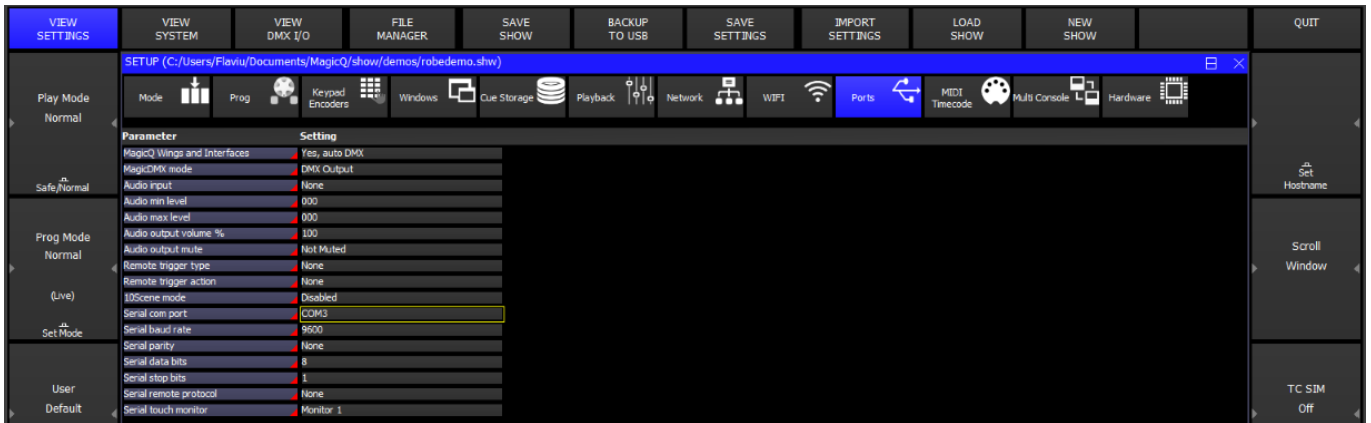 VIEW
SETTINGS
VIEW
SYSTEM
VIEW
DMX I/O
FILE
MANAGER
SAVE
SHOW
BACKUP
TO USB
SAVE
SETTINGS
IMPORT
SETTINGS
LOAD
SHOW
NEW
SHOW
QUIT
SETUP (C:/Users/Flaviu/Documents/MagicQ/show/demos/robedemo.shw)
Mode
Prog
Keypad
Encoders
Windows
Cue Storage
Playback
Network
WIFI
Ports
MIDI
Timecode
Multi Console
Hardware
Play Mode
Normal
Safe/Normal
Prog Mode
Normal
(Live)
Set Mode
User
Default
Parameter Setting
MagicQ Wings and Interfaces Yes, auto DMX
MagicDMX mode DMX Output
Audio input None
Audio min level 000
Audio max level 000
Audio output volume % 100
Audio output mute Not Muted
Remote trigger type None
Remote trigger action None
10Scene mode Disabled
Serial com port COM3
Serial baud rate 9600
Serial parity None
Serial data bits 8
Serial stop bits 1
Serial remote protocol None
Serial touch monitor Monitor 1
Set
Hostname
Scroll
Window
TC SIM
Off